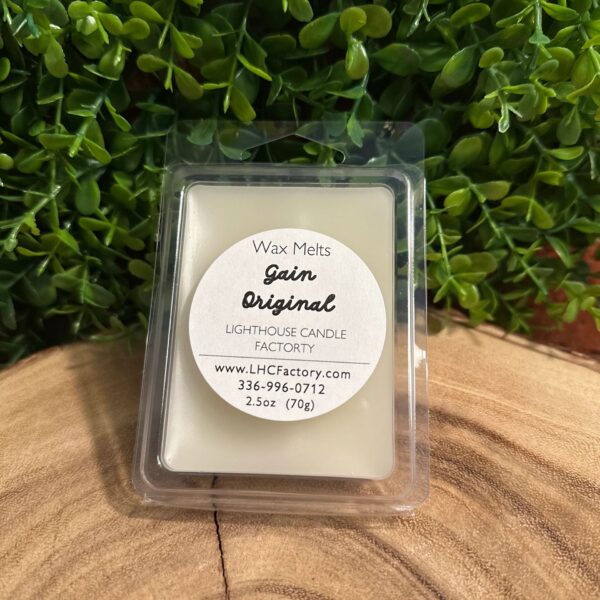 Wax Melts
Gain
Original
LIGHTHOUSE CANDLE
FACTORTY
www.LHCFactory.com
336-996-0712
2.5oz (70g)